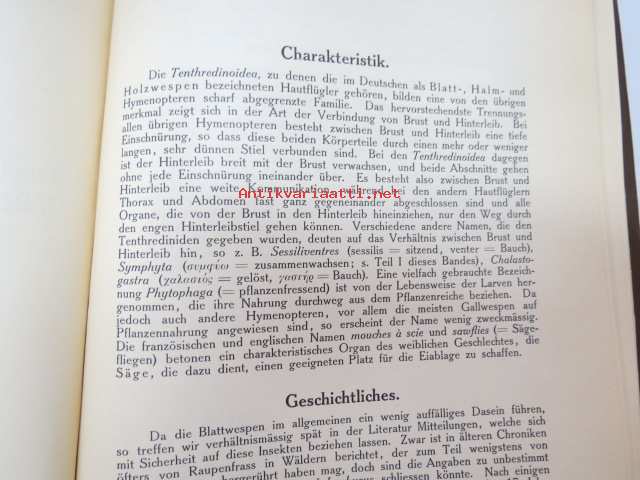 Charakteristik.
Die Tenthredinoidea, zu denen die im Deutschen als Blatt-, Halm- und
Holzwespen bezeichneten Hautflügler gehören, bilden eine von den übrigen
Hymenopteren scharf abgegrenzte Familie. Das hervorstechendste Trennungs-
merkmal zeigt sich in der Art der Verbindung von Brust und Hinterleib. Bei
allen übrigen Hymenopteren besteht zwischen Brust und Hinterleib eine tiefe
Einschnürung, so dass diese beiden Körperteile durch einen mehr oder weniger
langen, sehr dünnen Stiel verbunden sind. Bei den Tenthredinoidea dagegen
ist der Hinterleib breit mit der Brust verwachsen, und beide Abschnitte gehen
ohne jede Einschnürung ineinander über. Es besteht also zwischen Brust und
Hinterleib eine weite Kommunikation, während bei den andern Hautflüglern
Antikvariaatti.net
Thorax und Abdomen fast ganz gegeneinander abgeschlossen sind und alle
Organe, die von der Brust in den Hinterleib hineinziehen, nur den Weg durch
den engen Hinterleibstiel gehen können. Verschiedene andere Namen, die den
Tenthrediniden gegeben wurden, deuten auf das Verhältnis zwischen Brust und
Hinterleib hin, so z. B. Sessiliventres (sessilis = sitzend, venter = Bauch),
Symphyta (συμφύω = zusammenwachsen; s. Teil I dieses Bandes), Chalasto-
gastra (χαλαστός = gelöst, γαστήρ = Bauch). Eine vielfach gebrauchte Bezeich-
nung Phytophaga (= pflanzenfressend) ist von der Lebensweise der Larven her-
genommen, die ihre Nahrung durchweg aus dem Pflanzenreiche beziehen. Da
jedoch auch andere Hymenopteren, vor allem die meisten Gallwespen auf
Pflanzennahrung angewiesen sind, so erscheint der Name wenig zweckmässig.
Die französischen und englischen Namen mouches à scie und sawflies (= Säge-
fliegen) betonen ein charakteristisches Organ des weiblichen Geschlechtes, die
Säge, die dazu dient, einen geeigneten Platz für die Eiablage zu schaffen.
Geschichtliches.
Da die Blattwespen im allgemeinen ein wenig auffälliges Dasein führen,
so treffen wir verhältnismässig spät in der Literatur Mitteilungen, welche sich
mit Sicherheit auf diese Insekten beziehen lassen. Zwar ist in älteren Chroniken
öfters von Raupenfrass in Wäldern berichtet, der zum Teil wenigstens von
hergerührt haben mag, doch sind die Angaben zu unbestimmt
schliessen könnte. Nach einigen